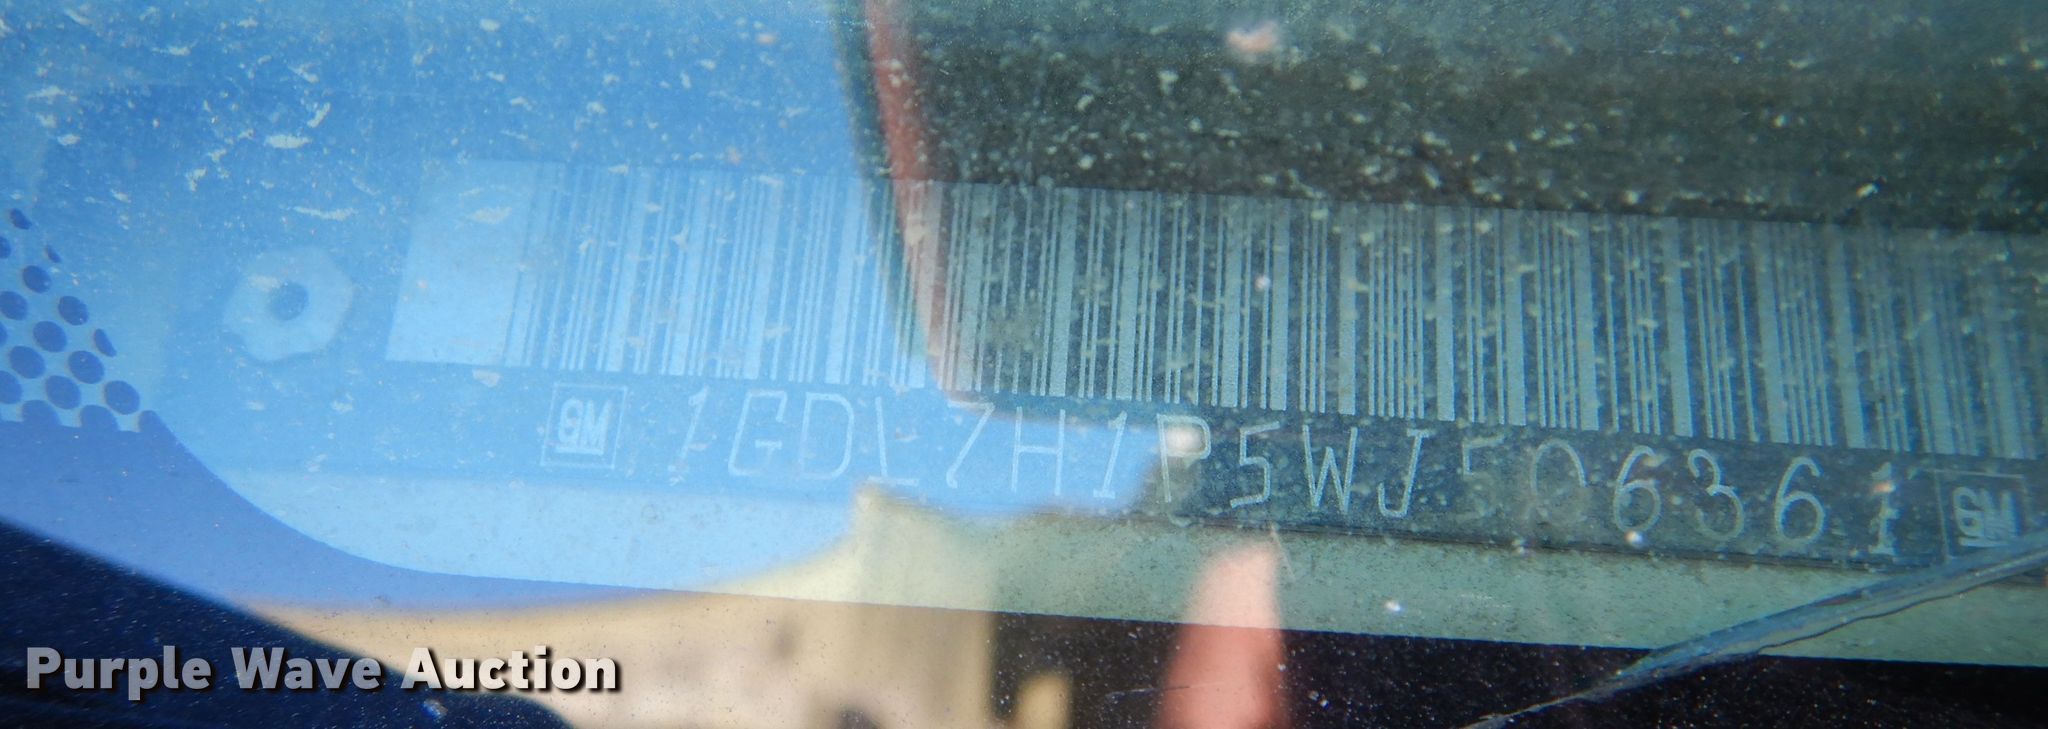 GM 1GDL7H1P5WJ506361 GM
Purple Wave Auction